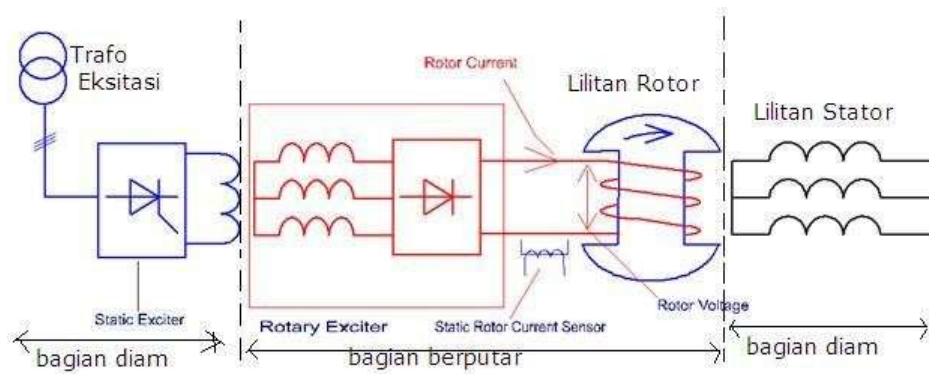 Trafo
Eksitasi
Rotor Current
Lilitan Rotor
Lilitan Stator
Static Exciter
Rotary Exciter
Static Rotor Current Sensor
Rotor Voltage
bagian diam
bagian berputar
bagian diam